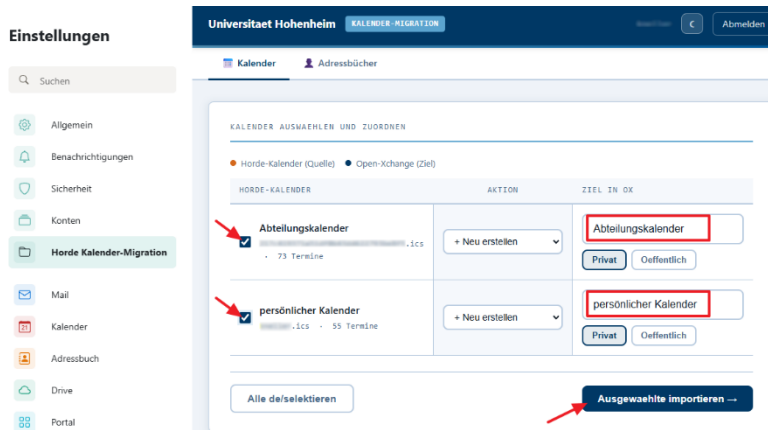 Einstellungen
Suchen
Allgemein
Benachrichtigungen
Sicherheit
Konten
Horde Kalender-Migration
Mail
21
Kalender
Adressbuch
Drive
Portal
Universitaet Hohenheim KALENDER-MIGRATION
Abmelden
Kalender Adressbücher
KALENDER AUSWAEHLEN UND ZUORDNEN
Horde-Kalender (Quelle) Open-Xchange (Ziel)
HORDE-KALENDER AKTION ZIEL IN OX
Abteilungskalender
.ics
· 73 Termine
+ Neu erstellen
Abteilungskalender
Privat Oeffentlich
persönlicher Kalender
.ics · 55 Termine
+ Neu erstellen
persönlicher Kalender
Privat Oeffentlich
Alle de/selektieren
Ausgewaehlte importieren →